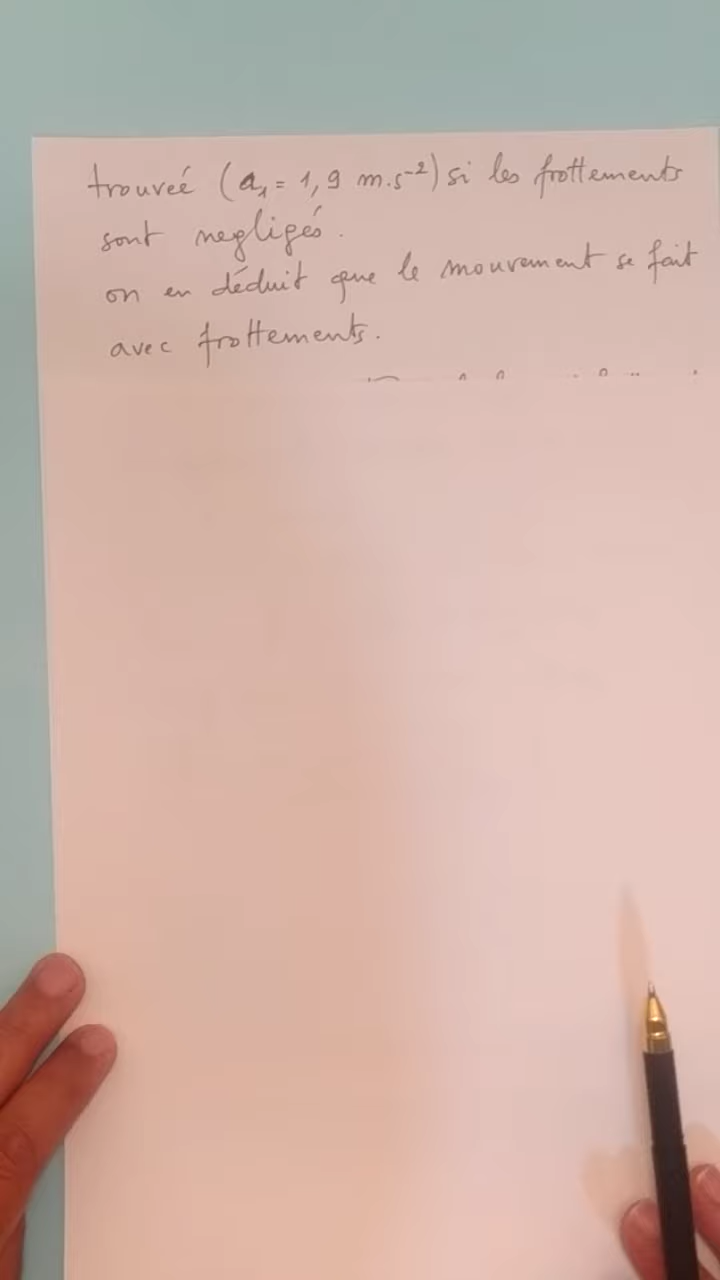 trouveé (a₁ = 1,9 m.s⁻²) si les frottements
sont negligés.
on en déduit que le mouvement se fait
avec frottements.